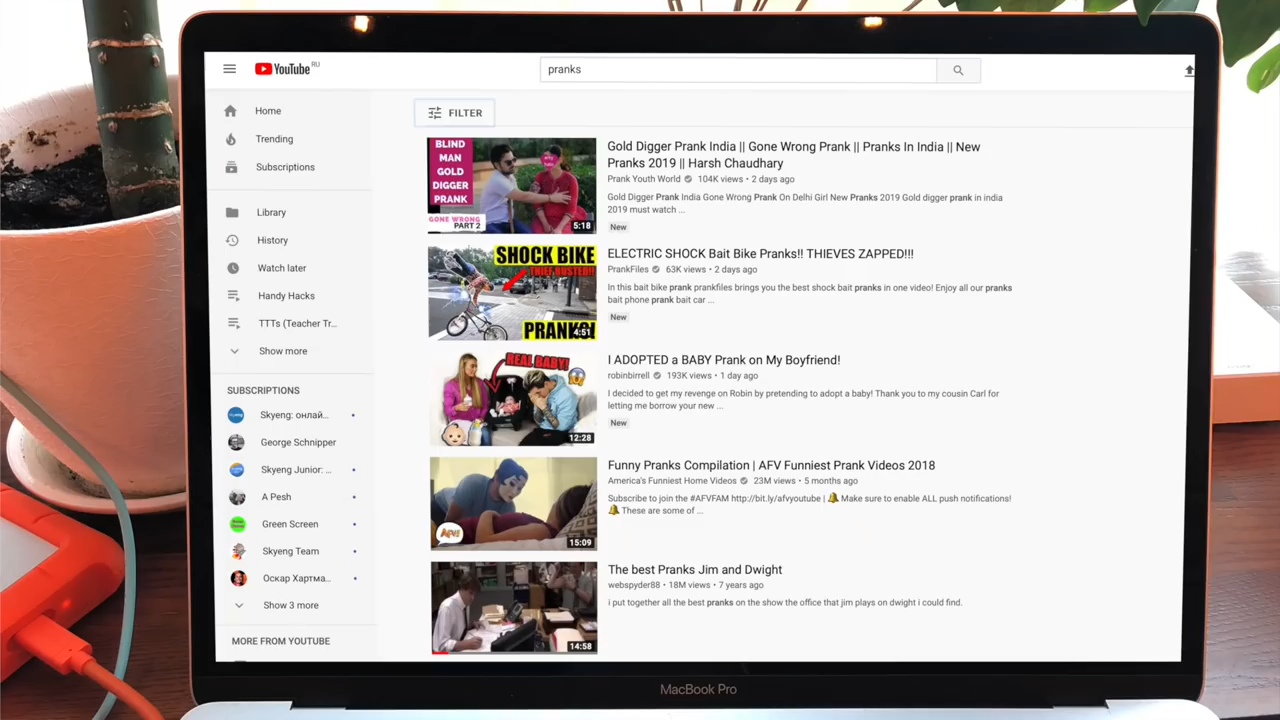 YouTube RU
pranks
Home
Trending
Subscriptions
Library
History
Watch later
Handy Hacks
TTTs (Teacher Tr...
Show more
SUBSCRIPTIONS
Skyeng: онлай...
George Schnipper
Skyeng Junior: ...
A Pesh
Green Screen
Skyeng Team
Оскар Хартма...
Show 3 more
MORE FROM YOUTUBE
FILTER
BLIND
MAN
GOLD
DIGGER
PRANK
GONE WRONG
PART 2
5:18
Gold Digger Prank India || Gone Wrong Prank || Pranks In India || New
Pranks 2019 || Harsh Chaudhary
Prank Youth World 104K views • 2 days ago
Gold Digger Prank India Gone Wrong Prank On Delhi Girl New Pranks 2019 Gold digger prank in india
2019 must watch ...
New
SHOCK BIKE
THIEF BUSTED!!
PRANKS!
4:51
ELECTRIC SHOCK Bait Bike Pranks!! THIEVES ZAPPED!!!
PrankFiles 63K views • 2 days ago
In this bait bike prank prankfiles brings you the best shock bait pranks in one video! Enjoy all our pranks
bait phone prank bait car ...
New
REAL BABY!
12:28
I ADOPTED a BABY Prank on My Boyfriend!
robinbirrell 193K views • 1 day ago
I decided to get my revenge on Robin by pretending to adopt a baby! Thank you to my cousin Carl for
letting me borrow your new ...
New
AFV!
15:09
Funny Pranks Compilation | AFV Funniest Prank Videos 2018
America's Funniest Home Videos 23M views • 5 months ago
Subscribe to join the #AFVFAM http://bit.ly/afvyoutube | 🔔 Make sure to enable ALL push notifications!
🔔 These are some of ...
14:58
The best Pranks Jim and Dwight
webspyder88 • 18M views • 7 years ago
i put together all the best pranks on the show the office that jim plays on dwight i could find.
MacBook Pro